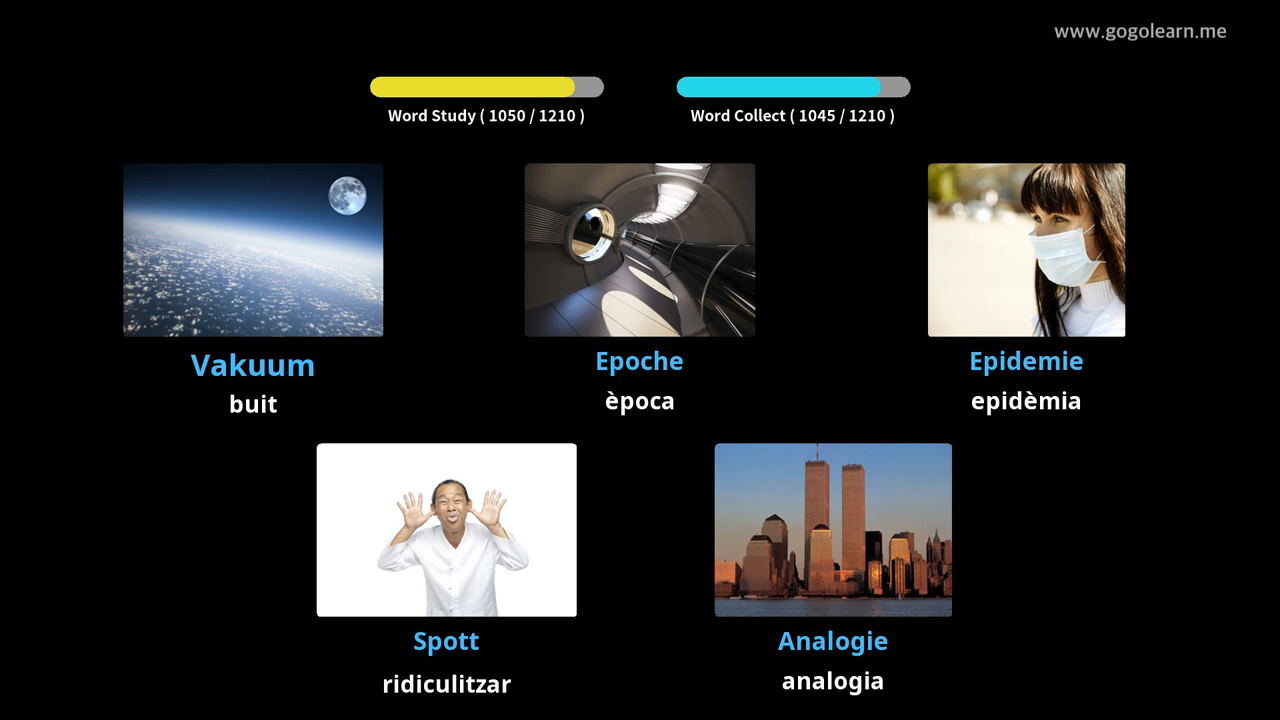 www.gogolearn.me
Word Study ( 1050 / 1210 )
Word Collect ( 1045 / 1210 )
Vakuum
buit
Epoche
època
Epidemie
epidèmia
Spott
ridiculitzar
Analogie
analogia